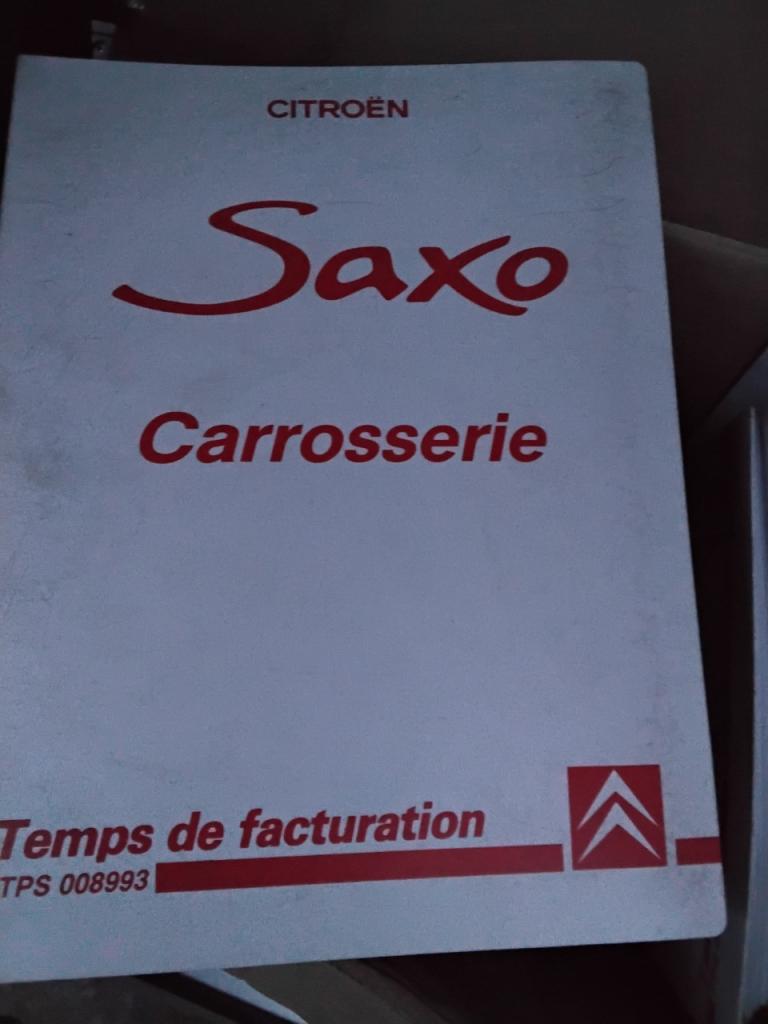 CITROËN
Saxo
Carrosserie
Temps de facturation
TPS 008993